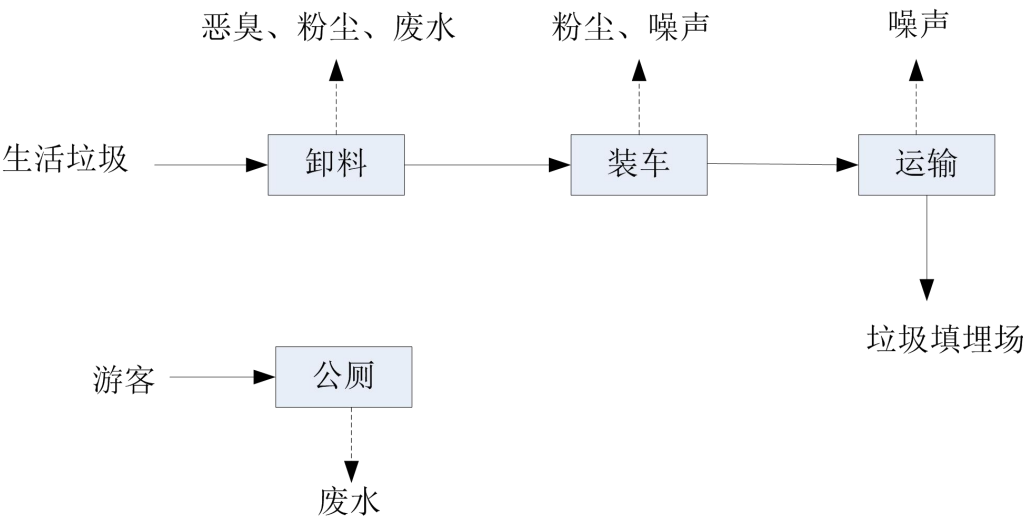 恶臭、粉尘、废水
粉尘、噪声
噪声
生活垃圾
卸料
装车
运输
垃圾填埋场
游客
公厕
废水